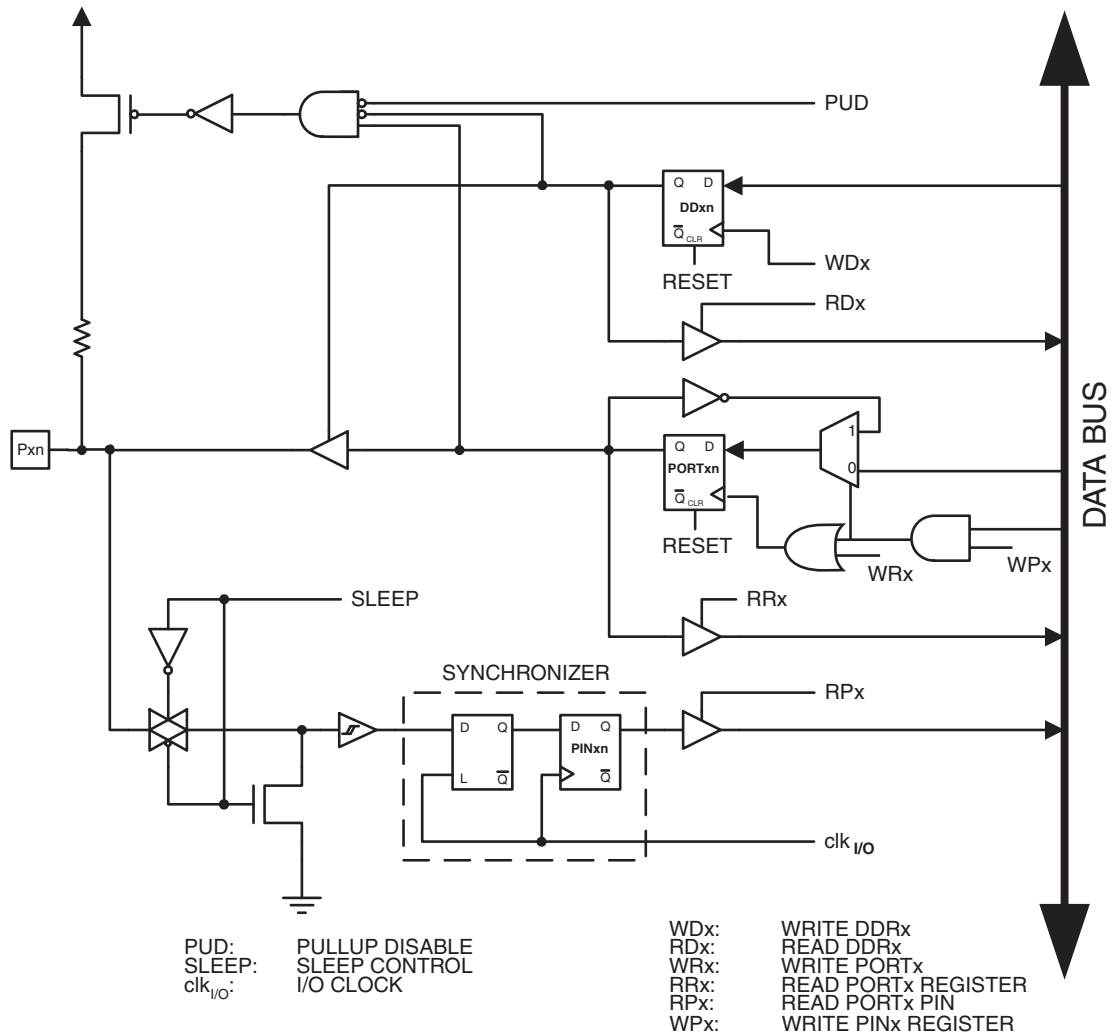 PUD
Q D
DDxn
Q CLR
WDx
RESET
RDx
Pxn
1
Q D
PORTxn
0
Q CLR
RESET
WRx
WPx
DATA BUS
RRx
SLEEP
SYNCHRONIZER
RPx
D Q
D Q
PINxn
L Q
Q
clk I/O
PUD: PULLUP DISABLE
SLEEP: SLEEP CONTROL
clkI/O: I/O CLOCK
WDx: WRITE DDRx
RDx: READ DDRx
WRx: WRITE PORTx
RRx: READ PORTx REGISTER
RPx: READ PORTx PIN
WPx: WRITE PINx REGISTER